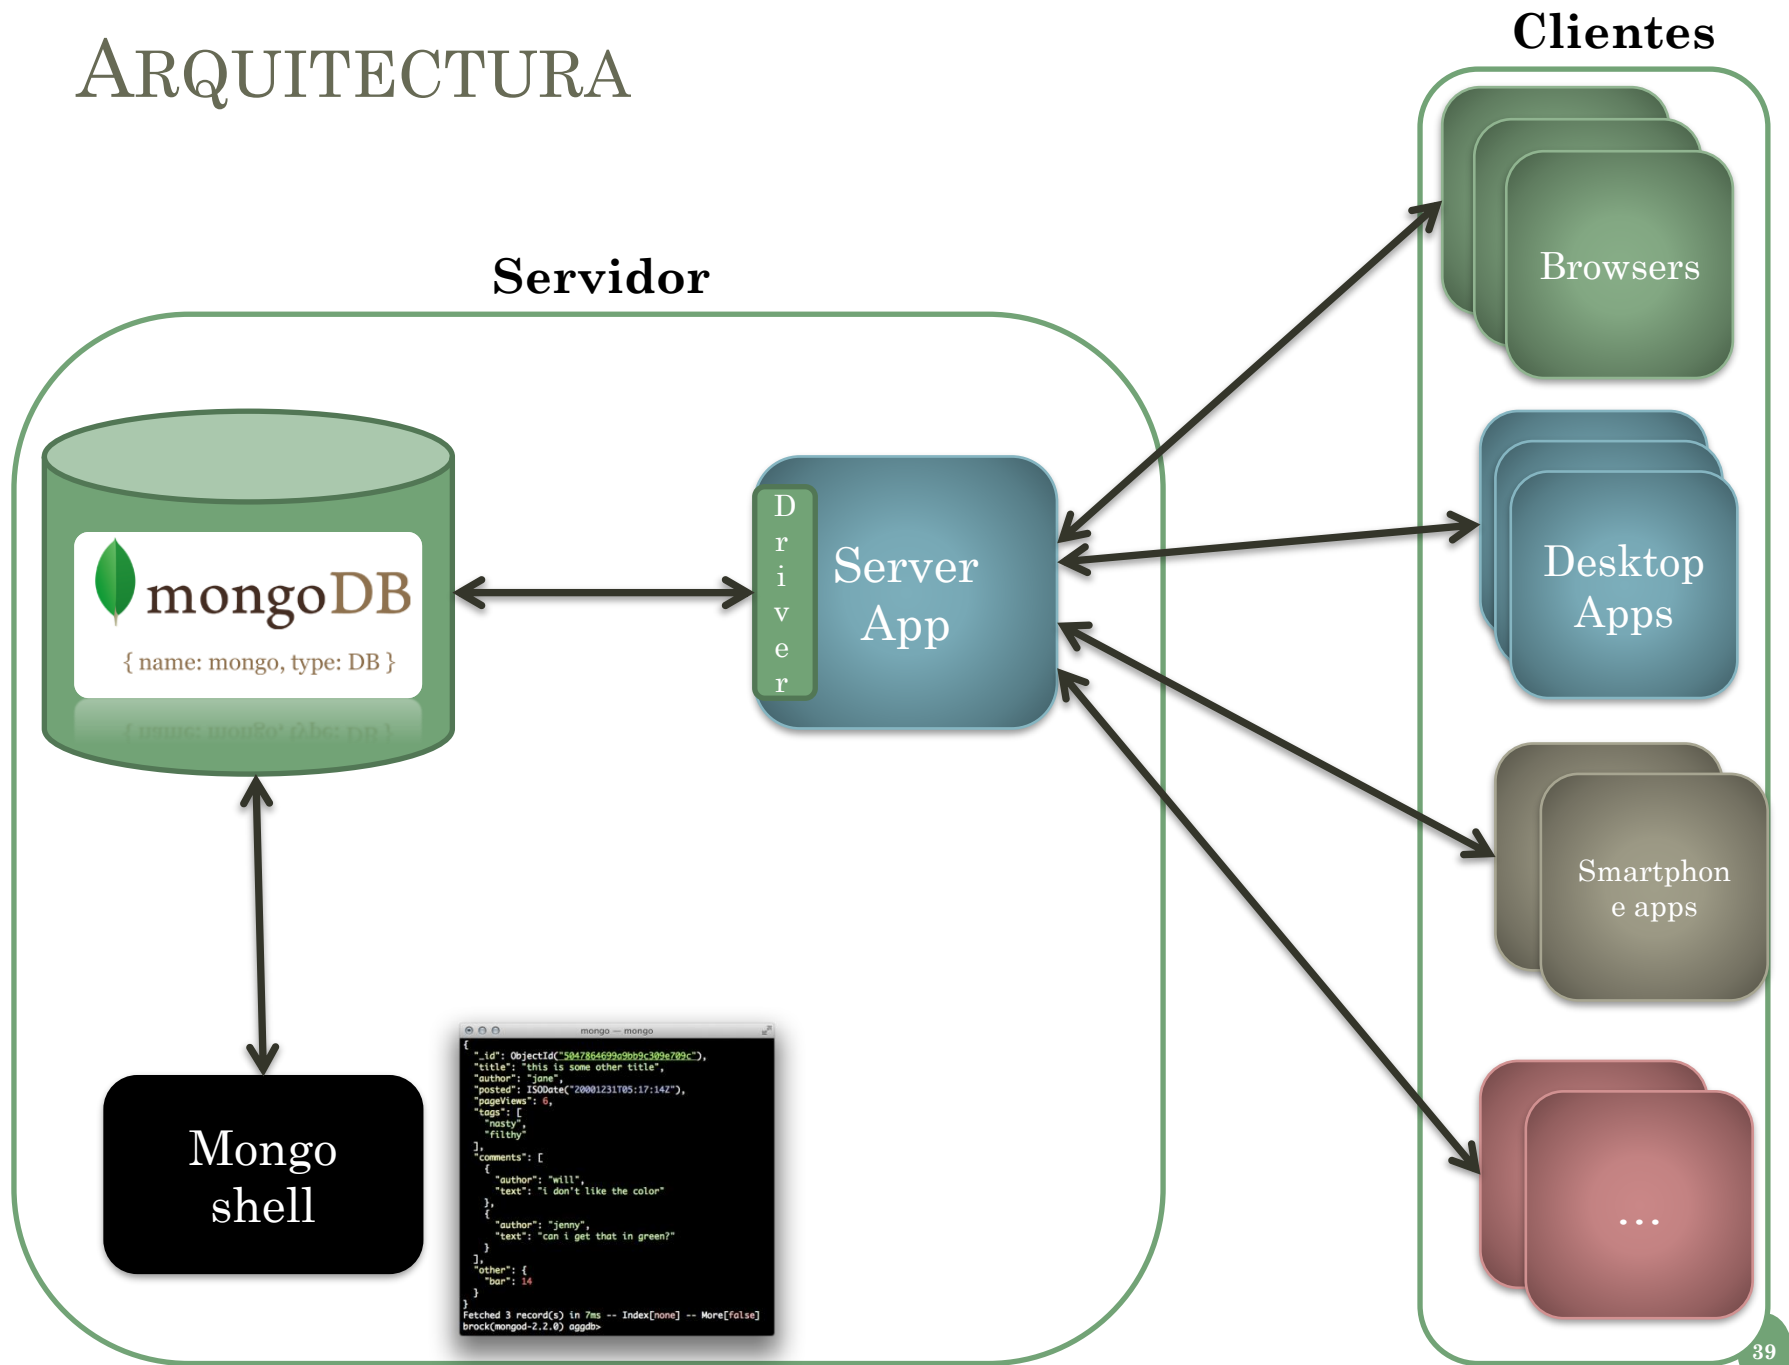 ARQUITECTURA
Clientes
Servidor
Browsers
Desktop
Apps
Smartphon
e apps
...
mongoDB
{ name: mongo, type: DB }
Driver
Server
App
Mongo
shell
mongo — mongo
{
"_id": ObjectId("5047864699a9bb9c309e709c"),
"title": "this is some other title",
"author": "jane",
"posted": ISODate("20001231T05:17:14Z"),
"pageViews": 6,
"tags": [
"nasty",
"filthy"
],
"comments": [
{
"author": "will",
"text": "i don't like the color"
},
{
"author": "jenny",
"text": "can i get that in green?"
}
],
"other": {
"bar": 14
}
}
Fetched 3 record(s) in 7ms -- Index[none] -- More[false]
brock(mongod-2.2.0) aggdb>
39